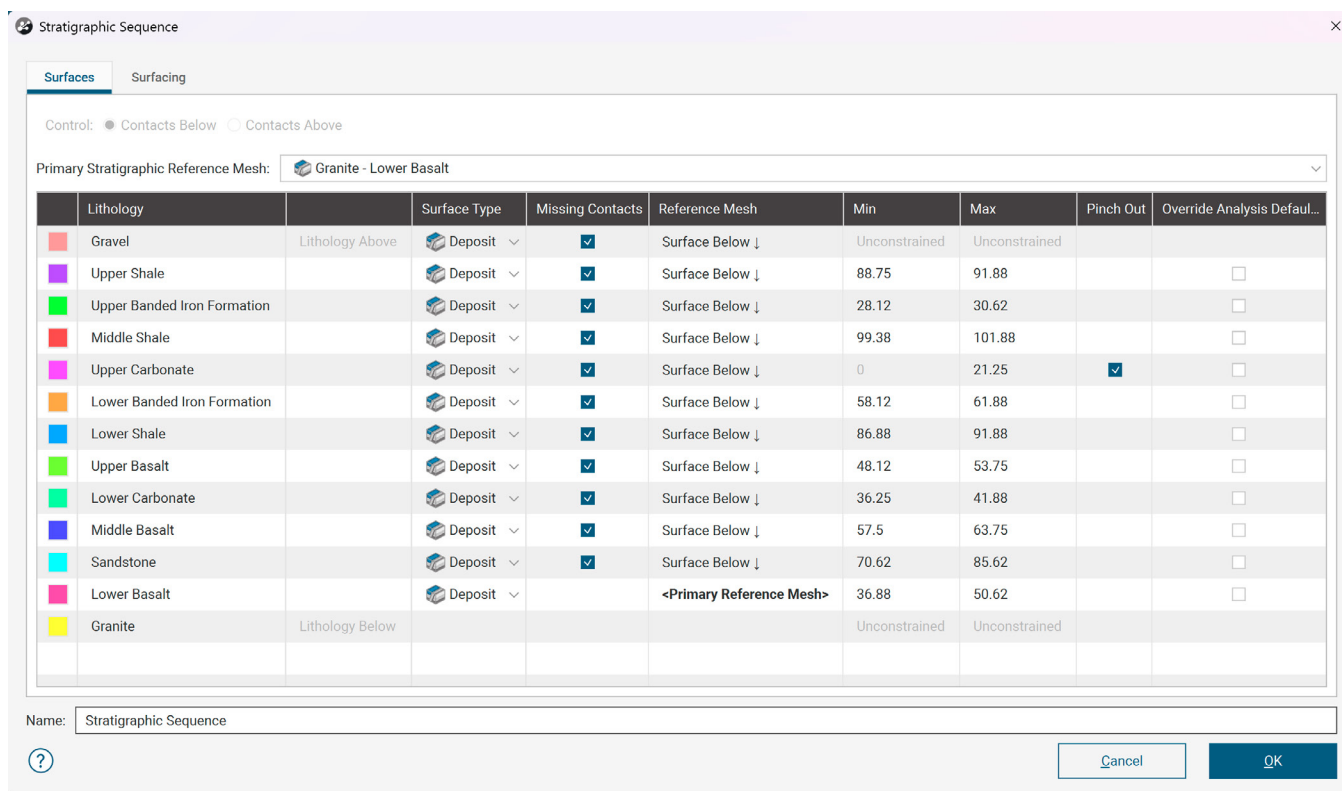 Stratigraphic Sequence
Surfaces Surfacing
Control: Contacts Below Contacts Above
Primary Stratigraphic Reference Mesh: Granite - Lower Basalt
Lithology Surface Type Missing Contacts Reference Mesh Min Max Pinch Out Override Analysis Defaul...
Gravel Lithology Above Deposit Surface Below ↓ Unconstrained Unconstrained
Upper Shale Deposit Surface Below ↓ 88.75 91.88
Upper Banded Iron Formation Deposit Surface Below ↓ 28.12 30.62
Middle Shale Deposit Surface Below ↓ 99.38 101.88
Upper Carbonate Deposit Surface Below ↓ 0 21.25
Lower Banded Iron Formation Deposit Surface Below ↓ 58.12 61.88
Lower Shale Deposit Surface Below ↓ 86.88 91.88
Upper Basalt Deposit Surface Below ↓ 48.12 53.75
Lower Carbonate Deposit Surface Below ↓ 36.25 41.88
Middle Basalt Deposit Surface Below ↓ 57.5 63.75
Sandstone Deposit Surface Below ↓ 70.62 85.62
Lower Basalt Deposit <Primary Reference Mesh> 36.88 50.62
Granite Lithology Below Unconstrained Unconstrained
Name: Stratigraphic Sequence
? Cancel OK